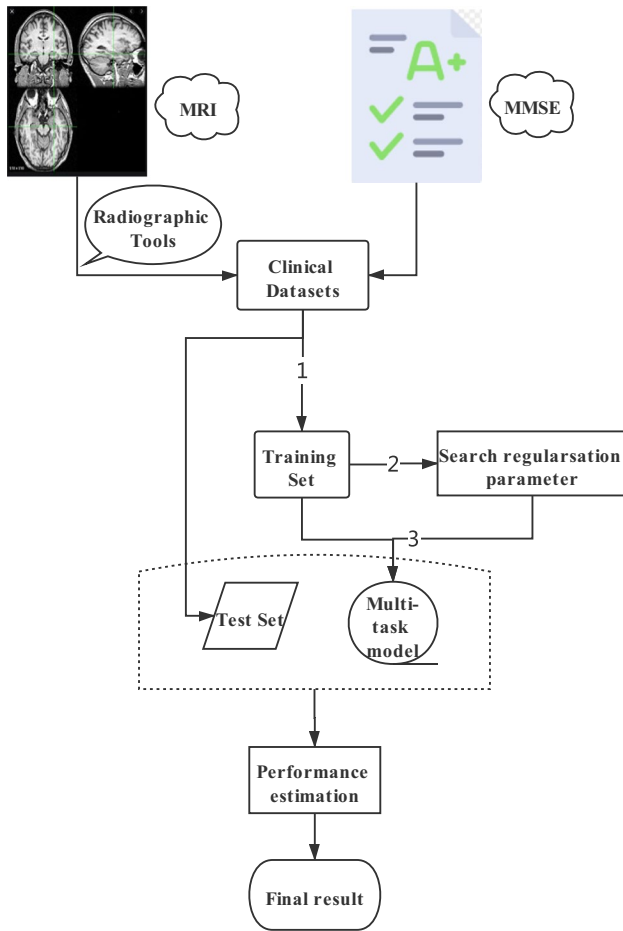 MRI
A+
MMSE
Radiographic
Tools
Clinical
Datasets
1
Training
Set
2
Search regularsation
parameter
3
Test Set
Multi-
task
model
Performance
estimation
Final result